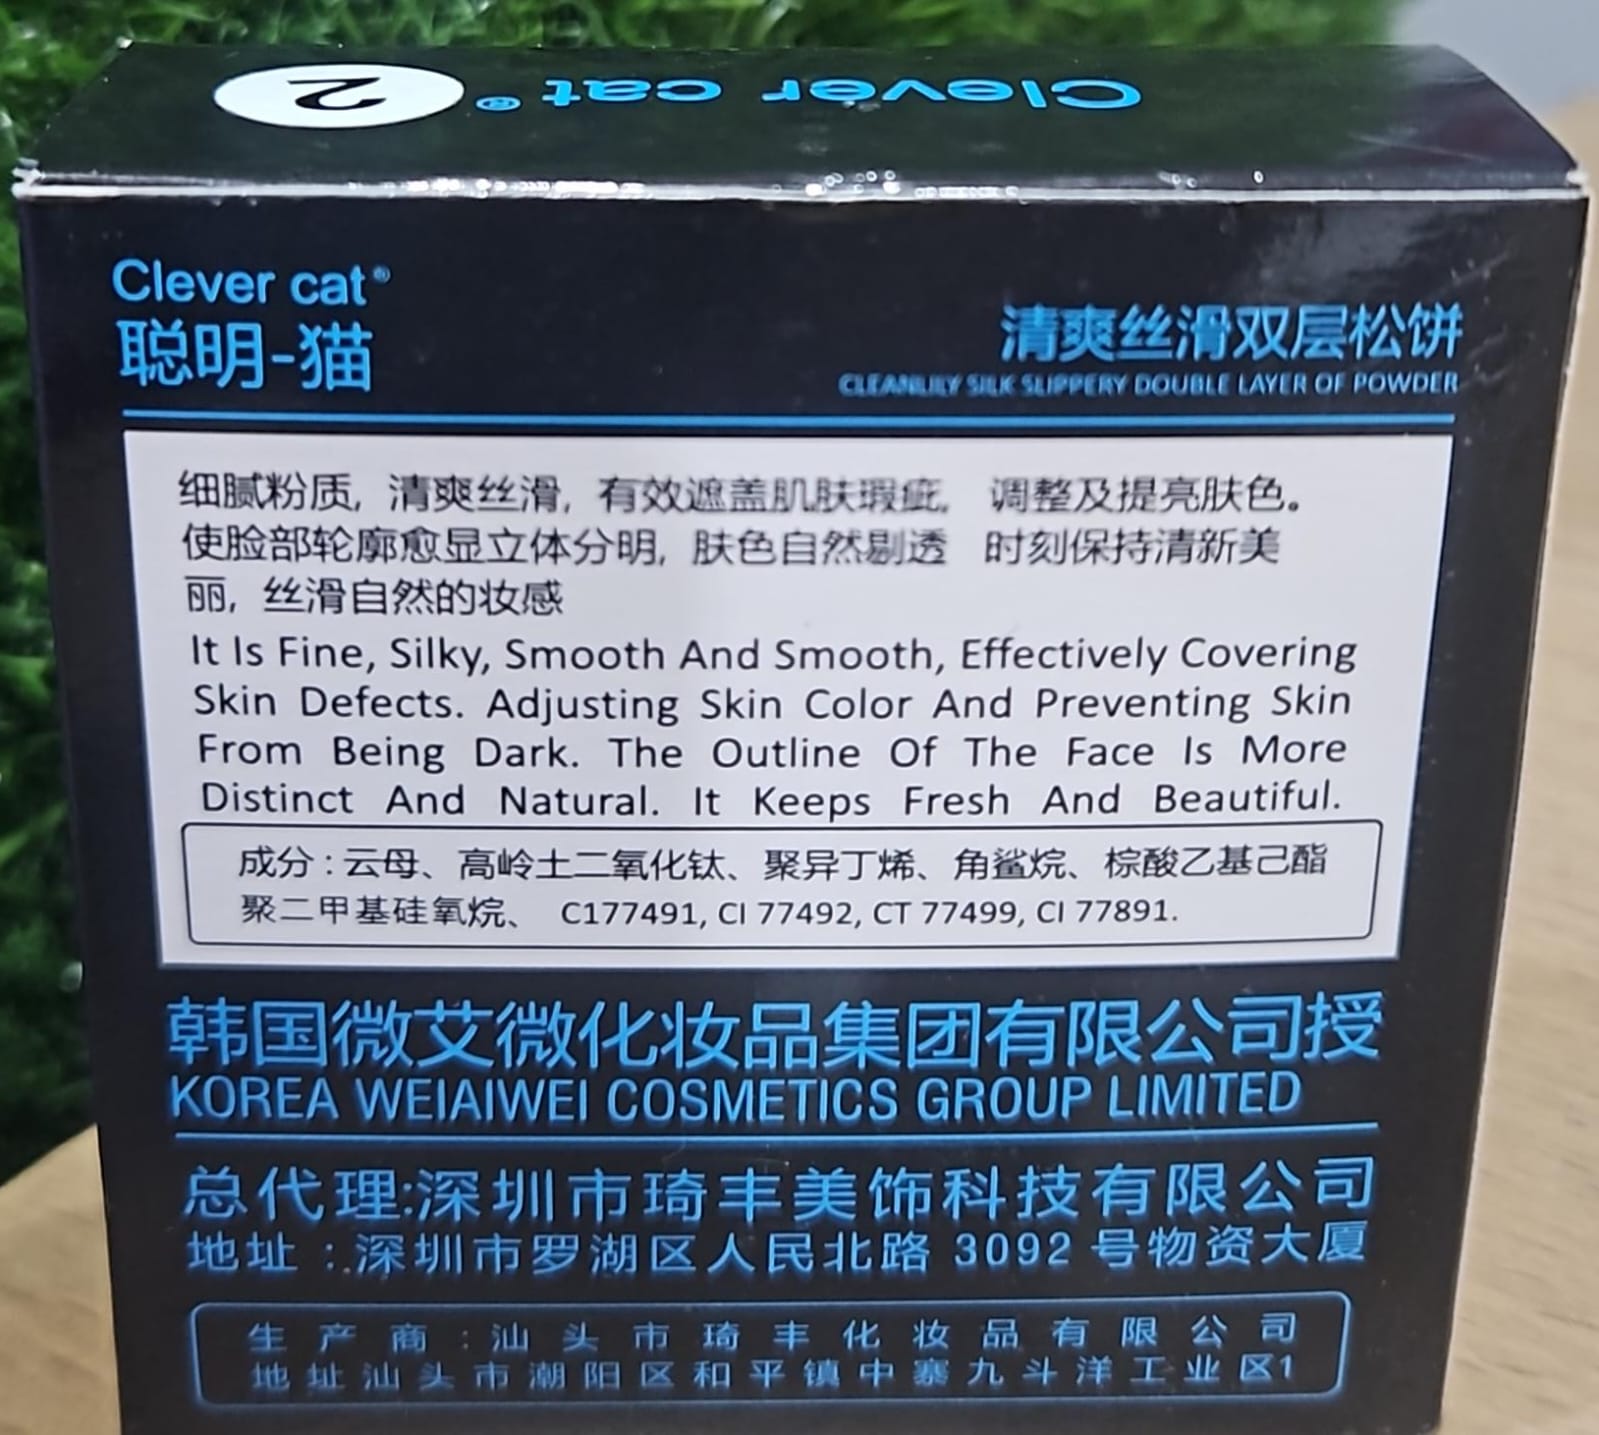 Clever cat®
2
Clever cat®
聪明-猫
清爽丝滑双层松饼
CLEANLILY SILK SLIPPERY DOUBLE LAYER OF POWDER
细腻粉质, 清爽丝滑, 有效遮盖肌肤瑕疵, 调整及提亮肤色。
使脸部轮廓愈显立体分明, 肤色自然剔透 时刻保持清新美
丽, 丝滑自然的妆感
It Is Fine, Silky, Smooth And Smooth, Effectively Covering
Skin Defects. Adjusting Skin Color And Preventing Skin
From Being Dark. The Outline Of The Face Is More
Distinct And Natural. It Keeps Fresh And Beautiful.
成分：云母、高岭土二氧化钛、聚异丁烯、角鲨烷、棕酸乙基己酯
聚二甲基硅氧烷、 C177491, CI 77492, CT 77499, CI 77891.
韩国微艾微化妆品集团有限公司授
KOREA WEIAIWEI COSMETICS GROUP LIMITED
总代理:深圳市琦丰美饰科技有限公司
地址：深圳市罗湖区人民北路 3092 号物资大厦
生产商：汕头市琦丰化妆品有限公司
地址汕头市潮阳区和平镇中寨九斗洋工业区1